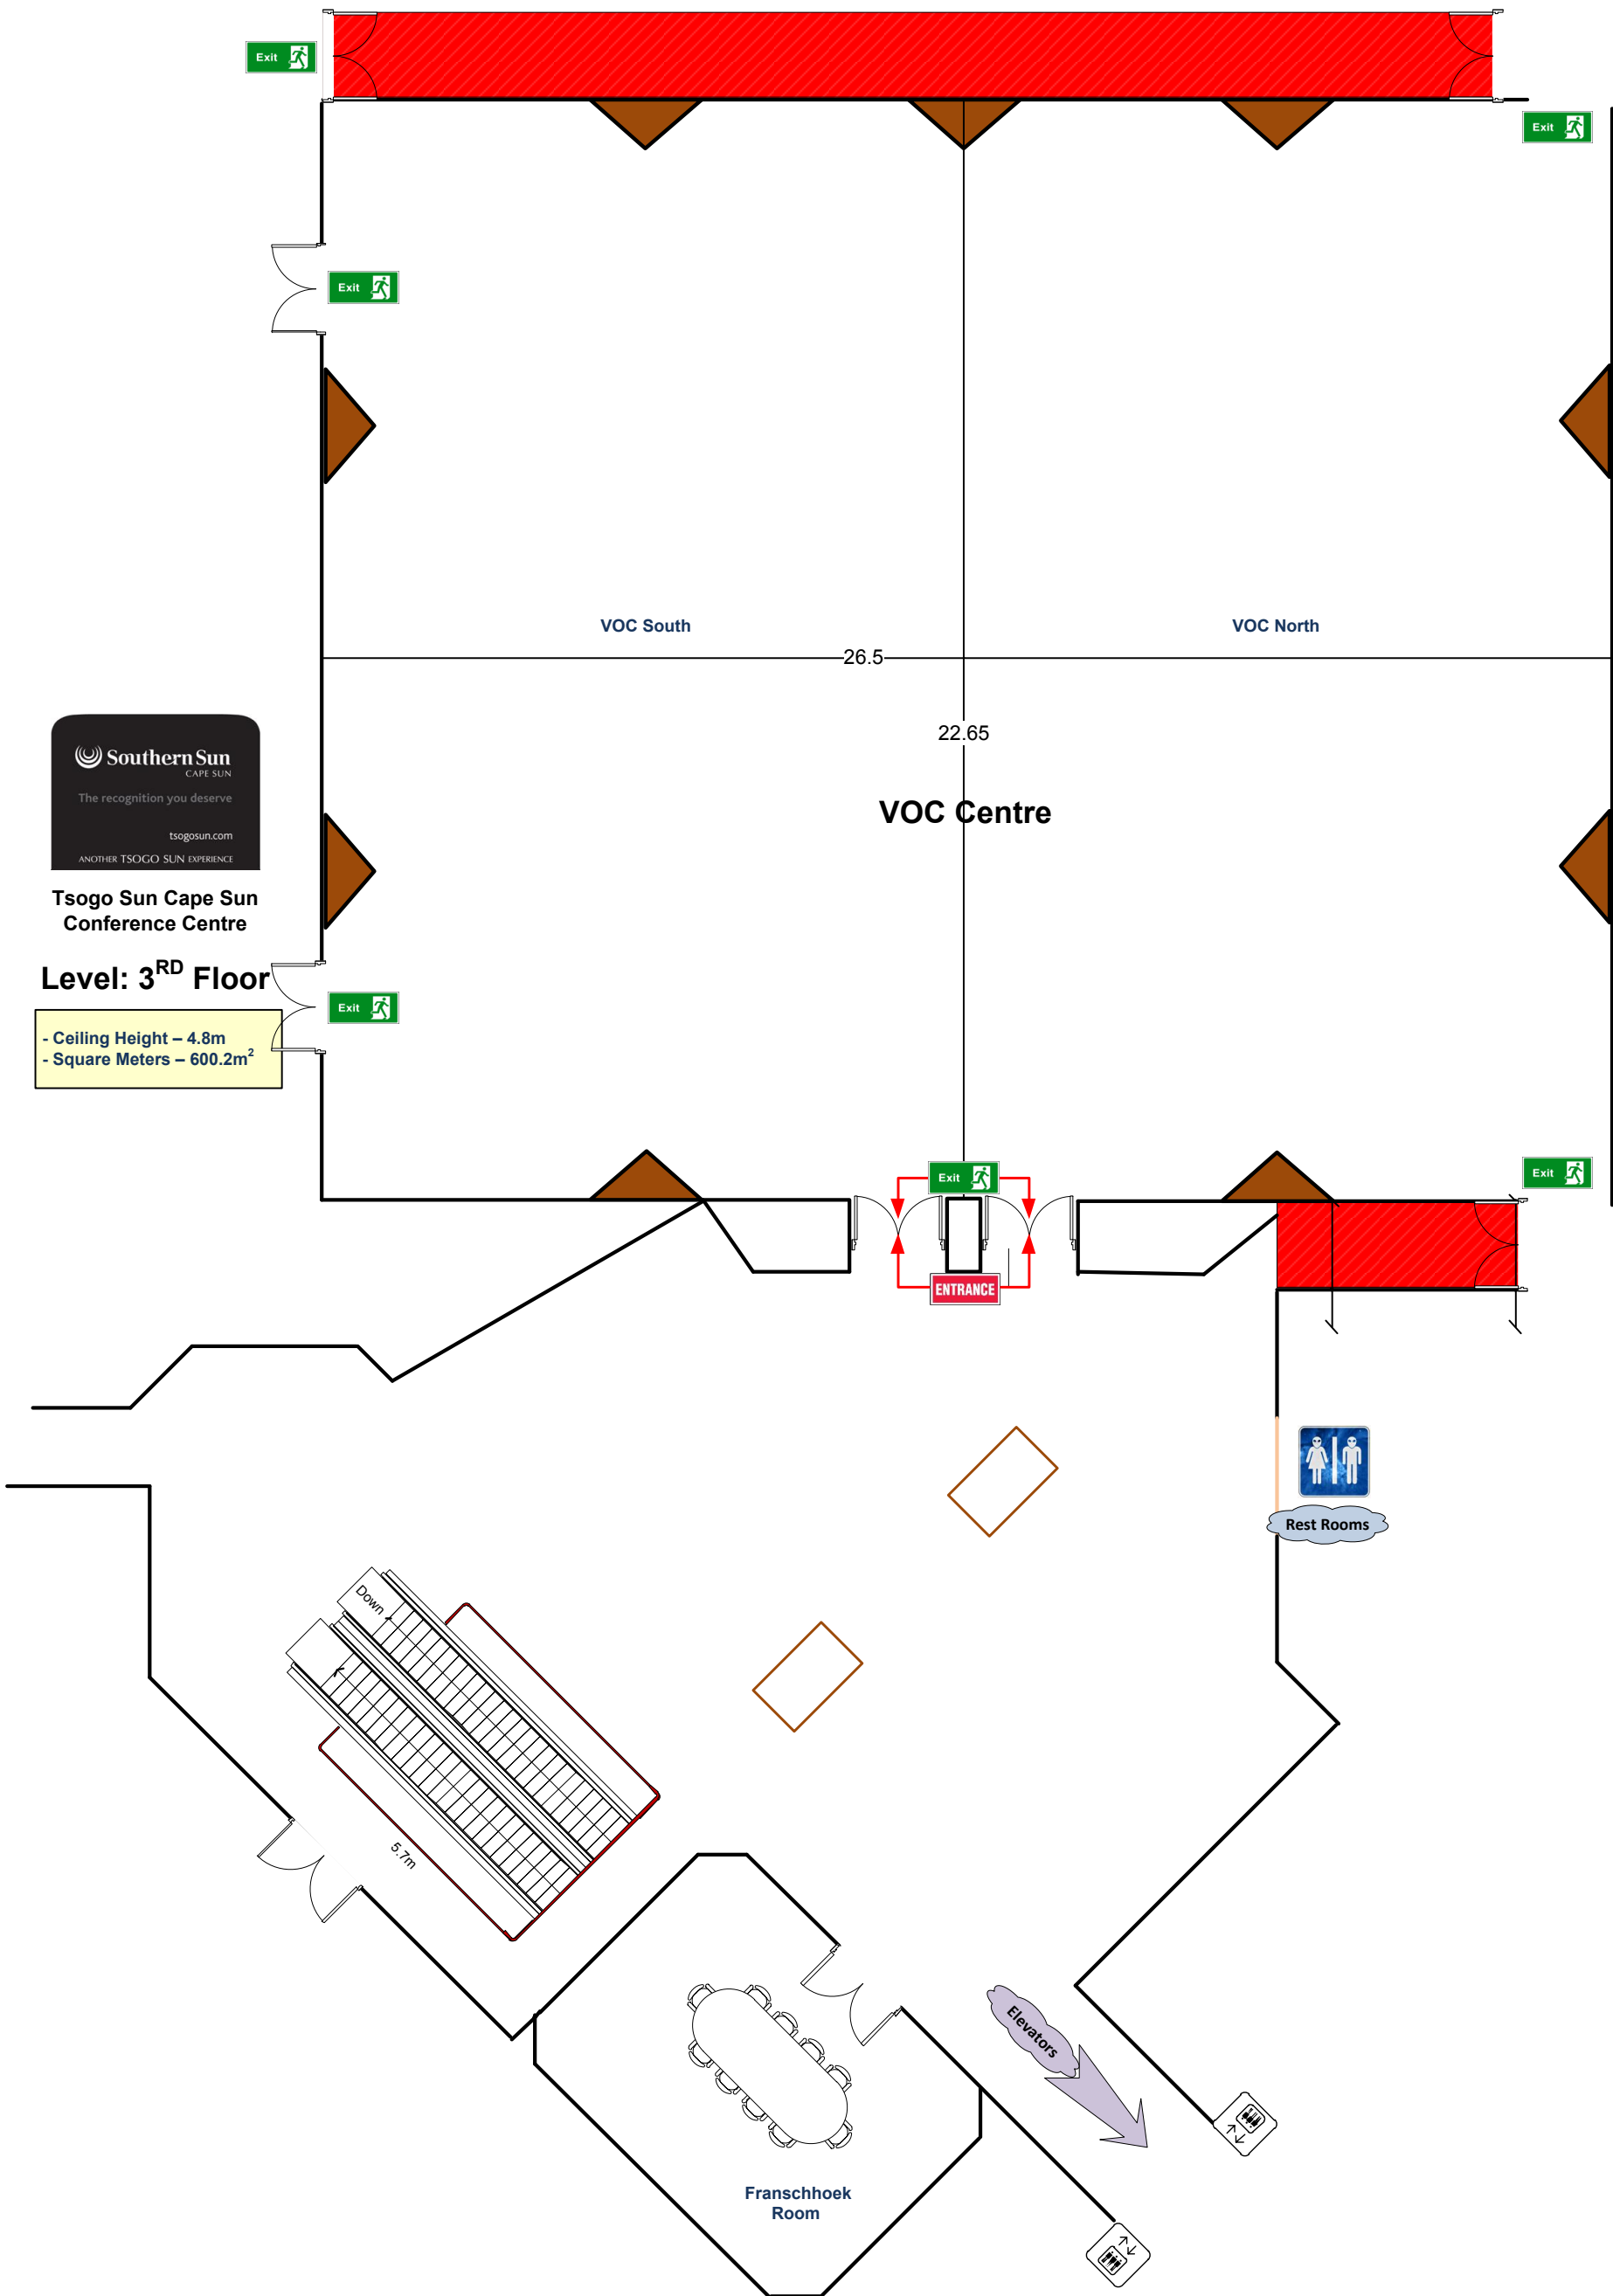 Exit
Exit
Exit
VOC South
VOC North
26.5
22.65
Southern Sun
CAPE SUN
The recognition you deserve
tsogosun.com
ANOTHER TSOGO SUN EXPERIENCE
VOC Centre
Tsogo Sun Cape Sun
Conference Centre
Level: 3RD Floor
- Ceiling Height – 4.8m
- Square Meters – 600.2m2
Exit
Exit
Exit
ENTRANCE
Rest Rooms
Down
5.7m
Elevators
Franschhoek
Room